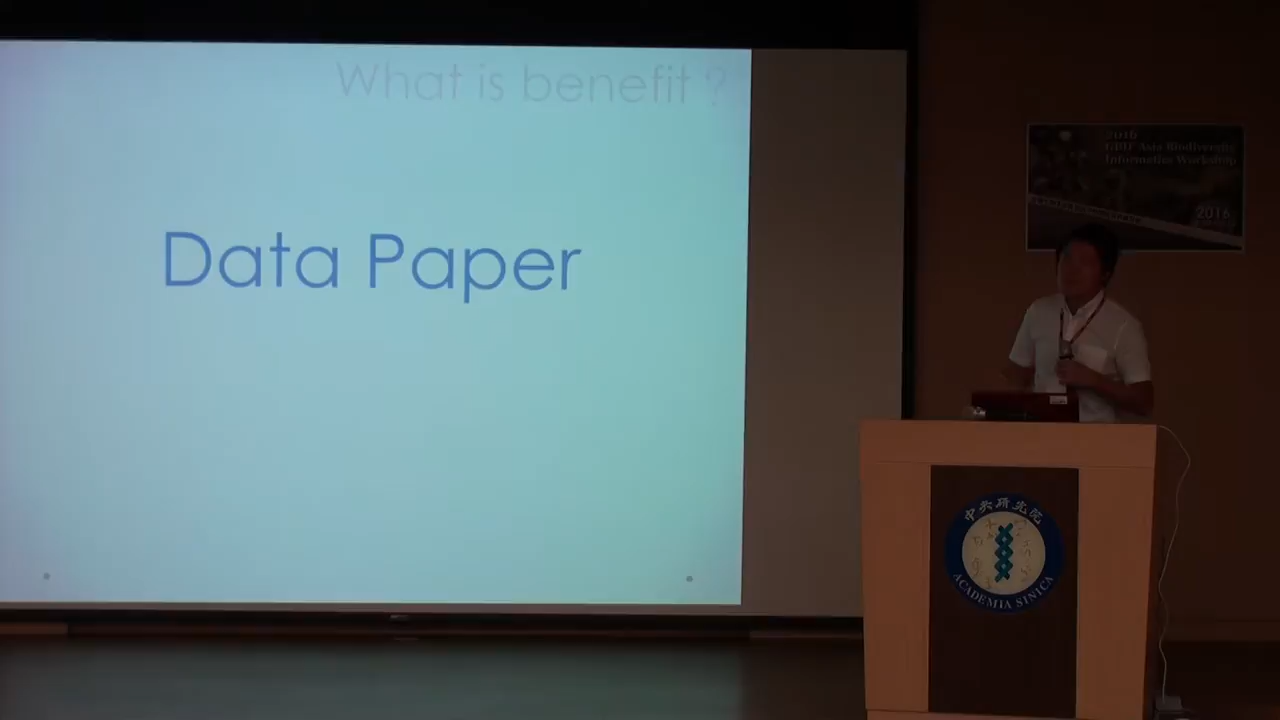 What is benefit ?
Data Paper
2016
GBIF Asia Biodiversity
Informatics Workshop
2016
中央研究院
ACADEMIA SINICA